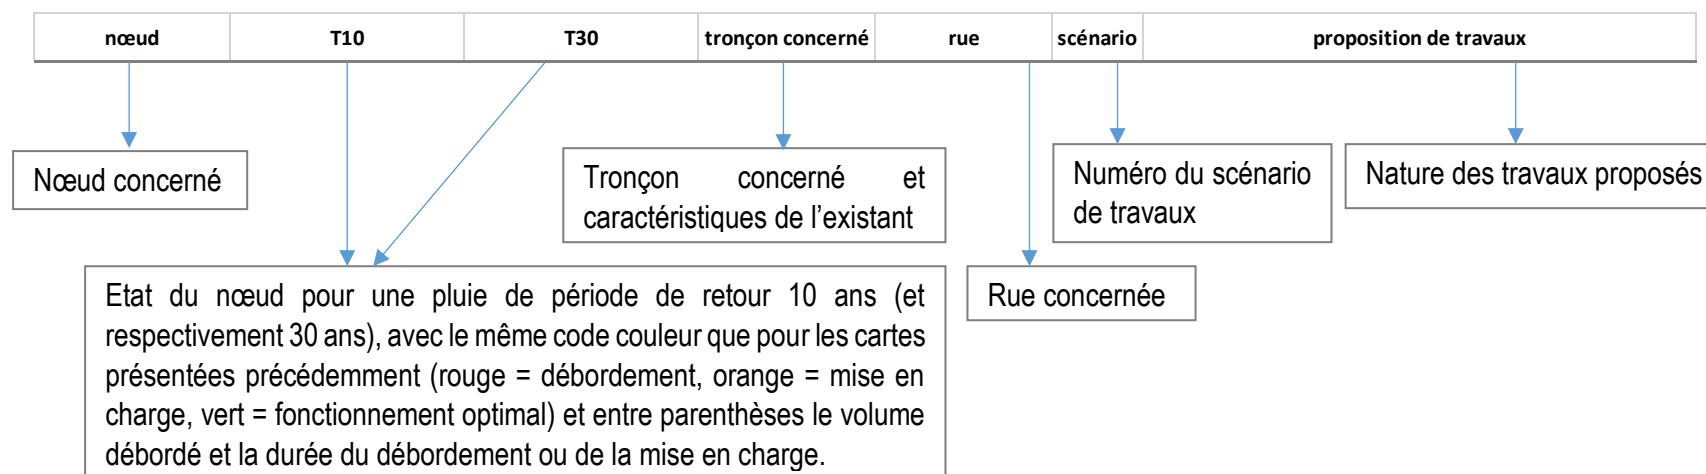 nœud T10 T30 tronçon concerné rue scénario proposition de travaux
Nœud concerné
Tronçon concerné et
caractéristiques de l’existant
Numéro du scénario
de travaux
Nature des travaux proposés
Etat du nœud pour une pluie de période de retour 10 ans (et
respectivement 30 ans), avec le même code couleur que pour les cartes
présentées précédemment (rouge = débordement, orange = mise en
charge, vert = fonctionnement optimal) et entre parenthèses le volume
débordé et la durée du débordement ou de la mise en charge.
Rue concernée